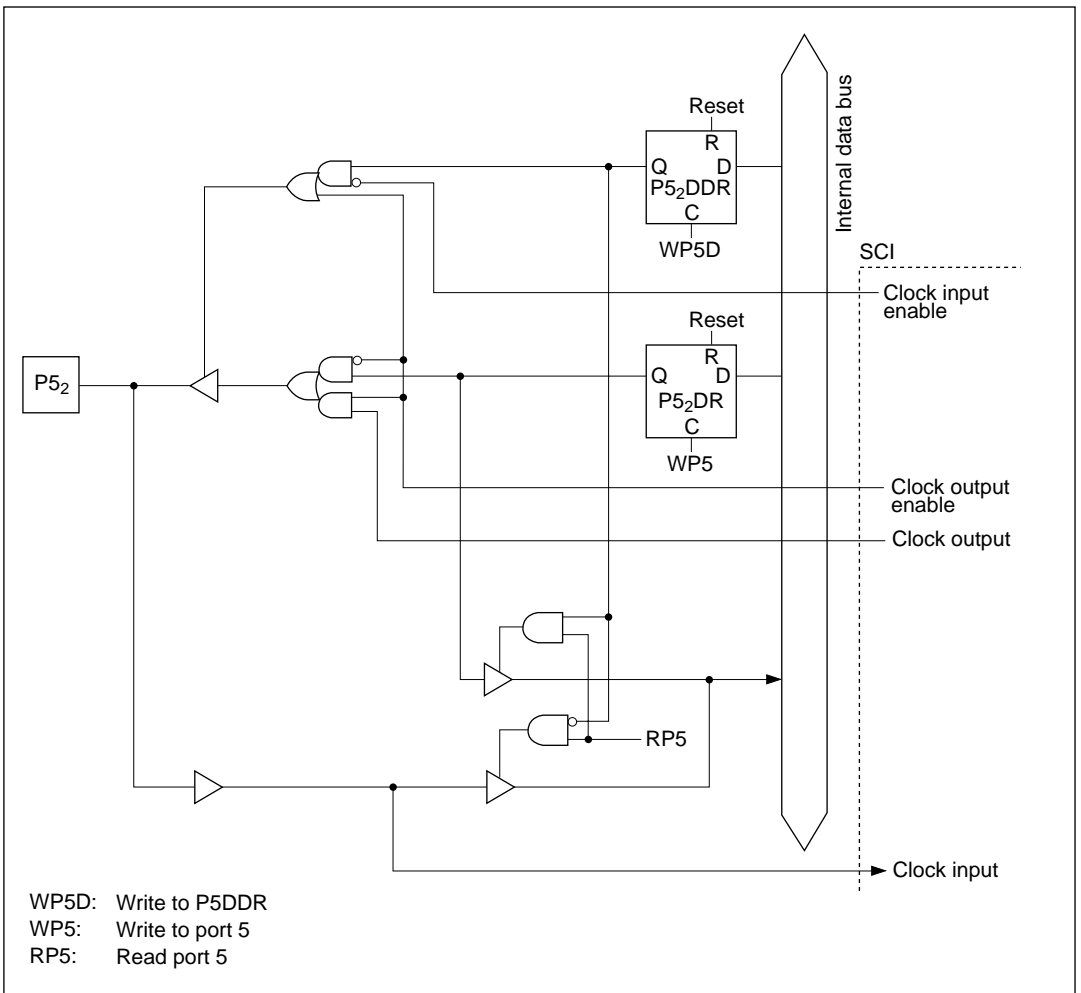 Reset
R
Q D
P5₂DDR
C
WP5D
Internal data bus
SCI
Clock input
enable
Reset
R
Q D
P5₂DR
C
WP5
P5₂
Clock output
enable
Clock output
RP5
Clock input
WP5D: Write to P5DDR
WP5: Write to port 5
RP5: Read port 5